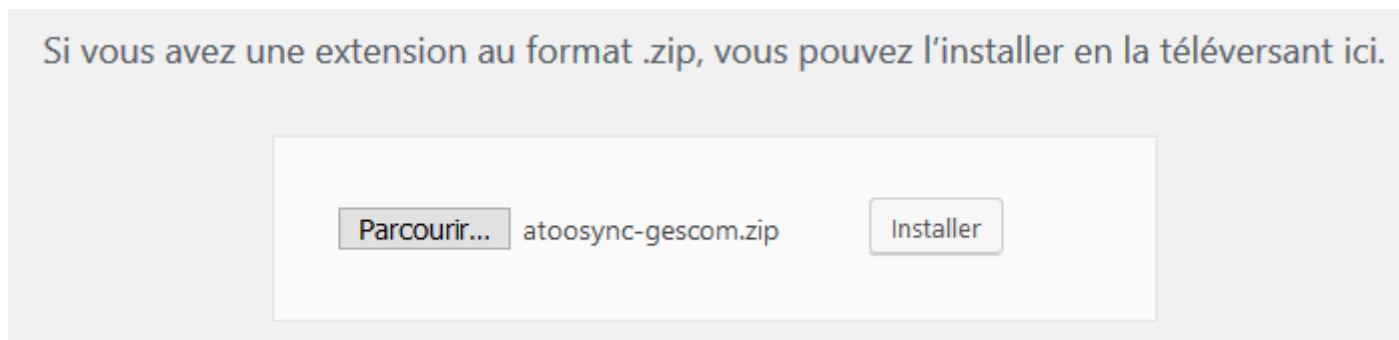 Si vous avez une extension au format .zip, vous pouvez l’installer en la téléversant ici.
Parcourir... atoosync-gescom.zip Installer